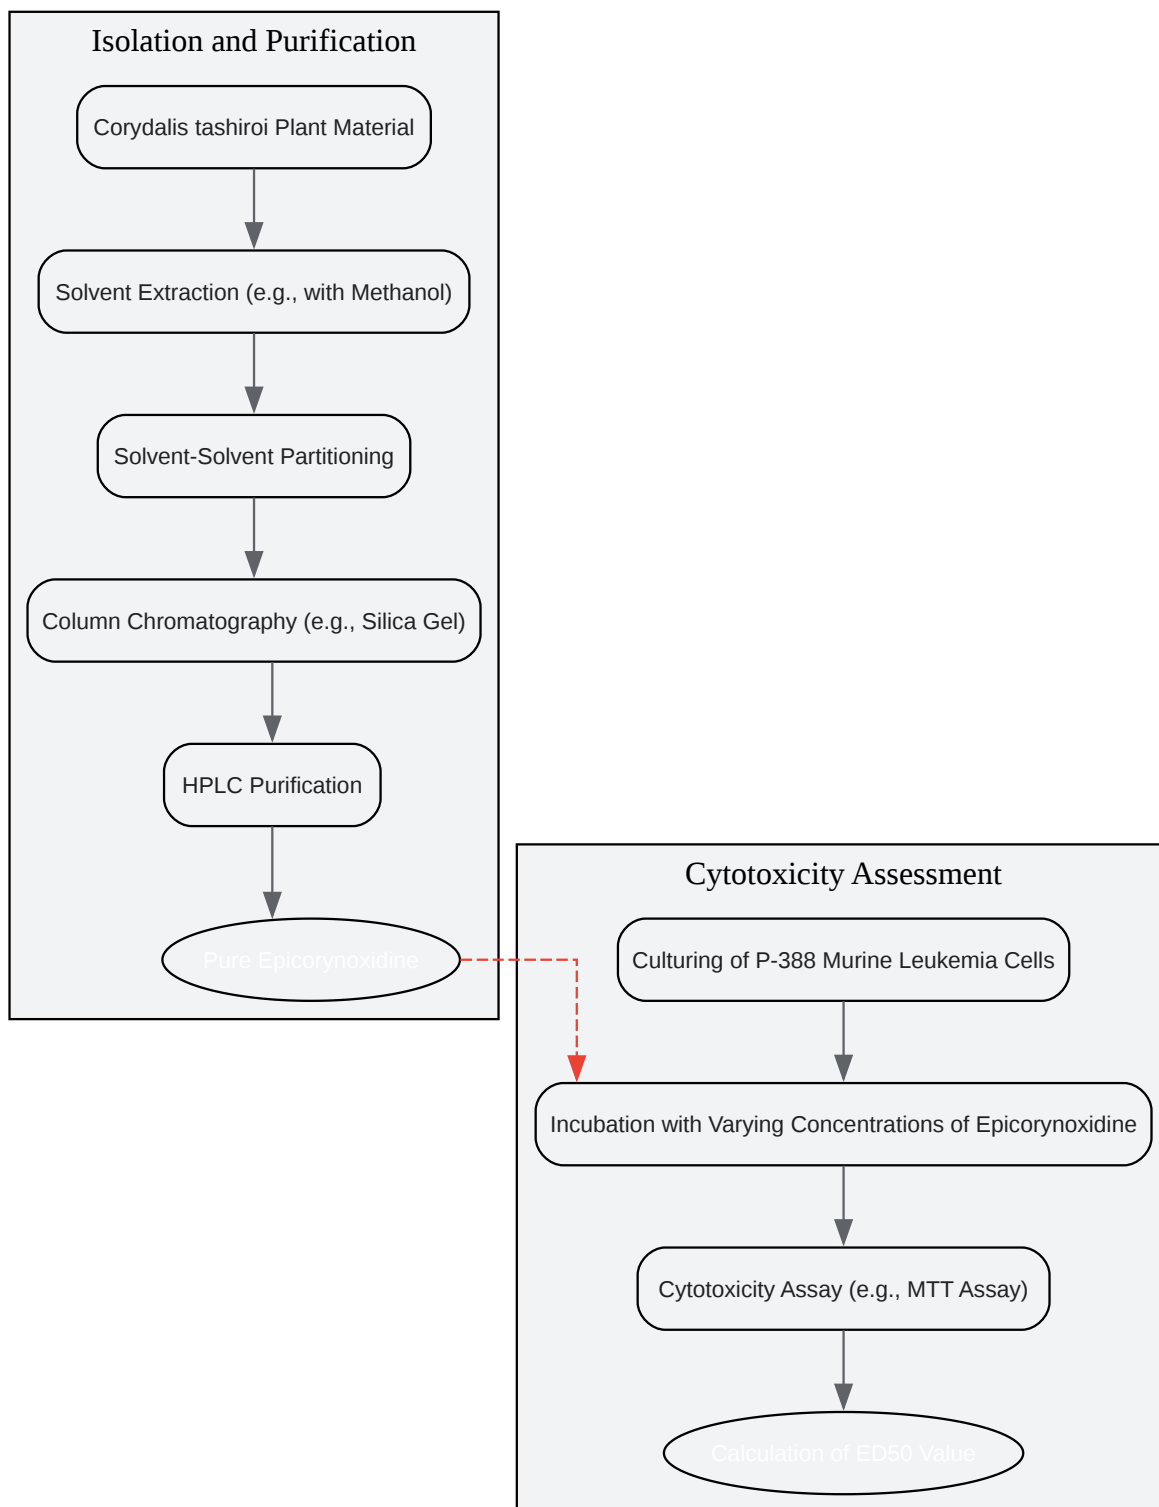 Isolation and Purification
Corydalis tashiroi Plant Material
Solvent Extraction (e.g., with Methanol)
Solvent-Solvent Partitioning
Column Chromatography (e.g., Silica Gel)
HPLC Purification
Pure Epicorynoxidine
Cytotoxicity Assessment
Culturing of P-388 Murine Leukemia Cells
Incubation with Varying Concentrations of Epicorynoxidine
Cytotoxicity Assay (e.g., MTT Assay)
Calculation of ED50 Value